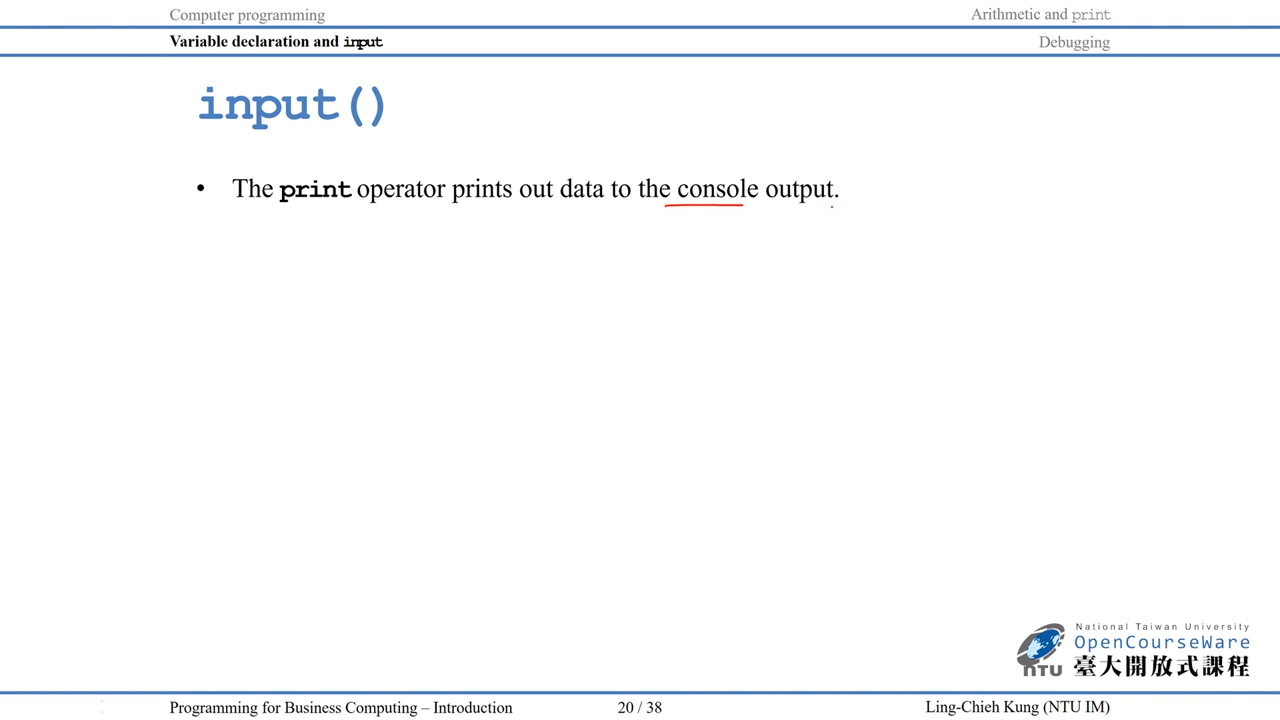 Computer programming
Arithmetic and print
Variable declaration and input
Debugging
input()
• The print operator prints out data to the console output.
National Taiwan University
OpenCourseWare
臺大開放式課程
NTU
Programming for Business Computing – Introduction
20 / 38
Ling-Chieh Kung (NTU IM)